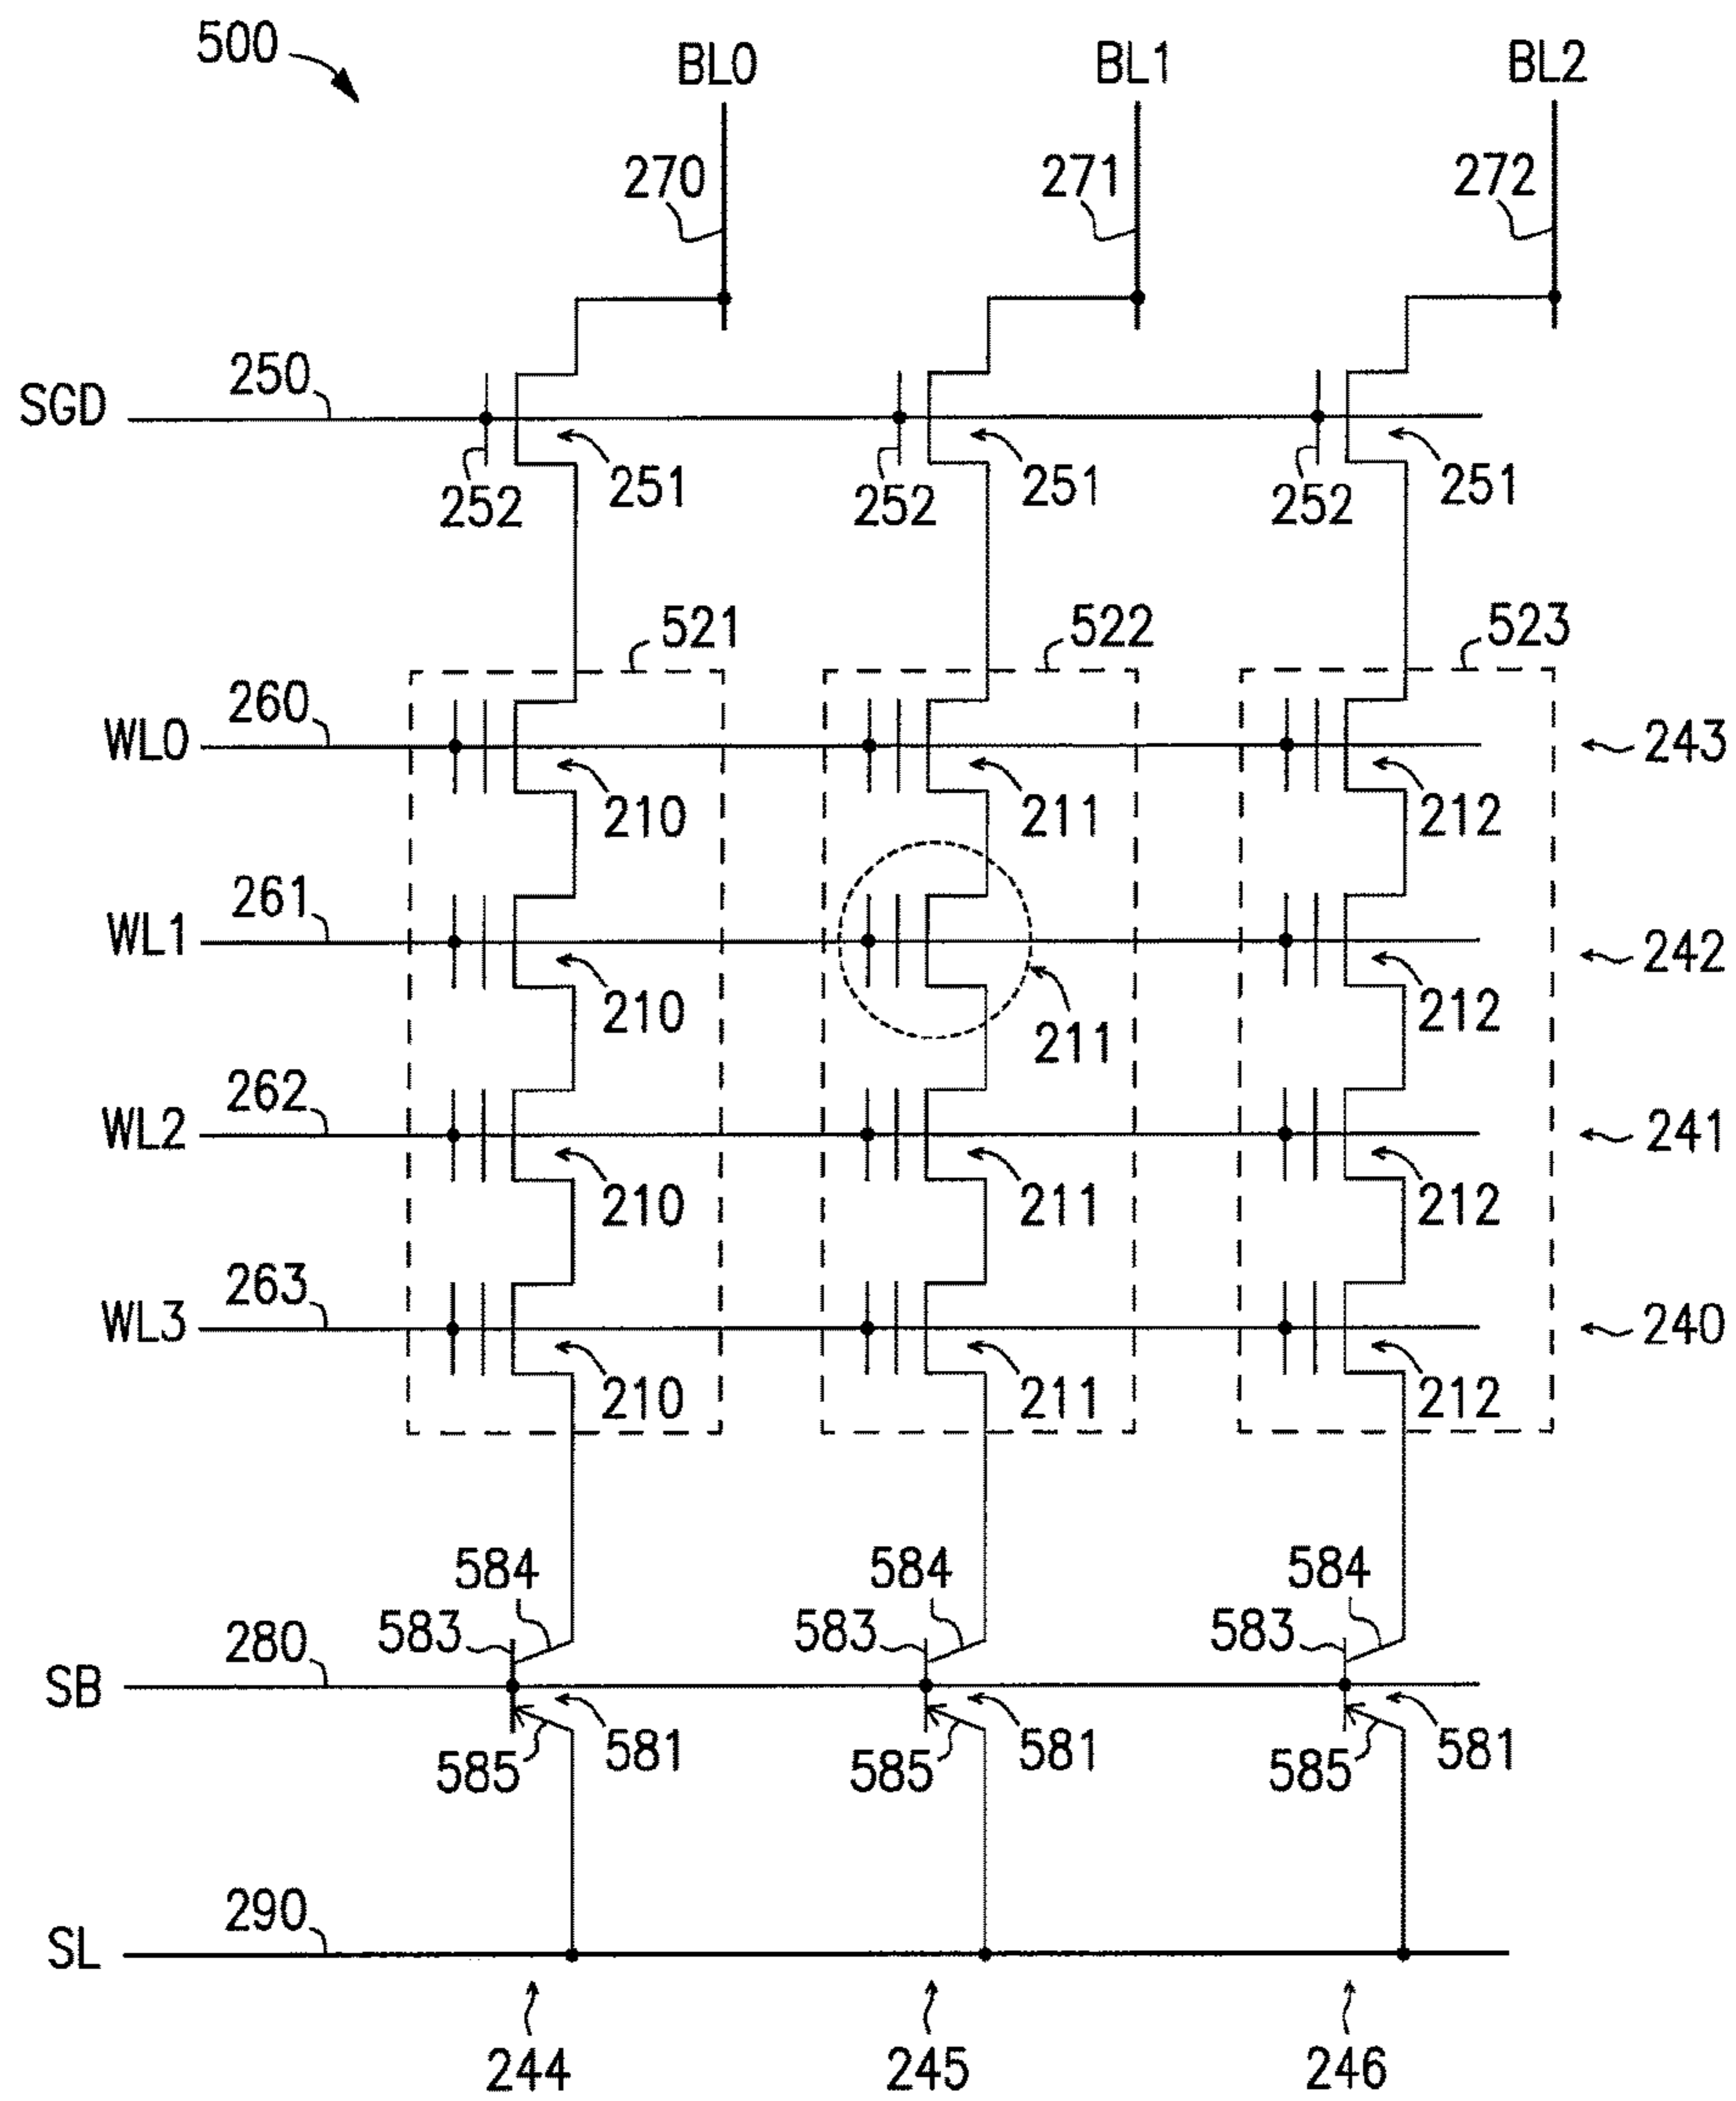 500
BL0 BL1 BL2
270 271 272
SGD 250
252 251 252 251 252 251
521 522 523
WL0 260 243
210 211 212
WL1 261 242
210 211 212
WL2 262 241
210 211 212
WL3 263 240
210 211 212
584 584 584
583 583 583
SB 280
585 581 585 581 585 581
SL 290
244 245 246